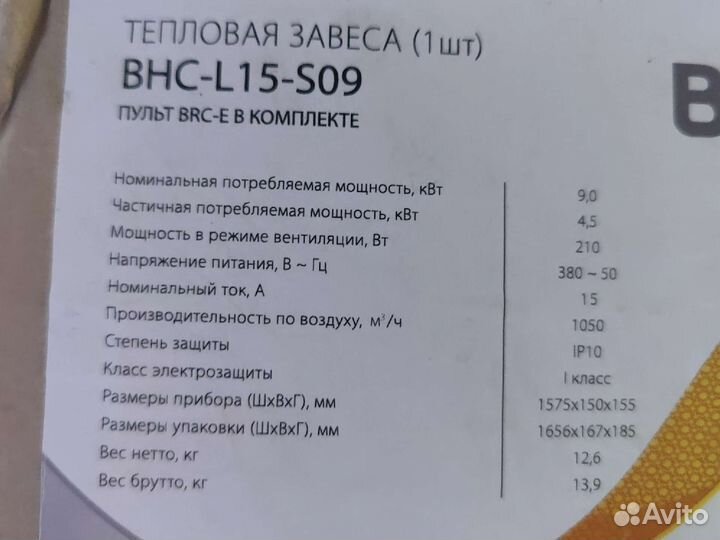 ТЕПЛОВАЯ ЗАВЕСА (1шт)
BHC-L15-S09
ПУЛЬТ BRC-E В КОМПЛЕКТЕ
B
Номинальная потребляемая мощность, кВт 9,0
Частичная потребляемая мощность, кВт 4,5
Мощность в режиме вентиляции, Вт 210
Напряжение питания, В ~ Гц 380 ~ 50
Номинальный ток, А 15
Производительность по воздуху, м³/ч 1050
Степень защиты IP10
Класс электрозащиты I класс
Размеры прибора (ШхВхГ), мм 1575x150x155
Размеры упаковки (ШхВхГ), мм 1656x167x185
Вес нетто, кг 12,6
Вес брутто, кг 13,9
Avito